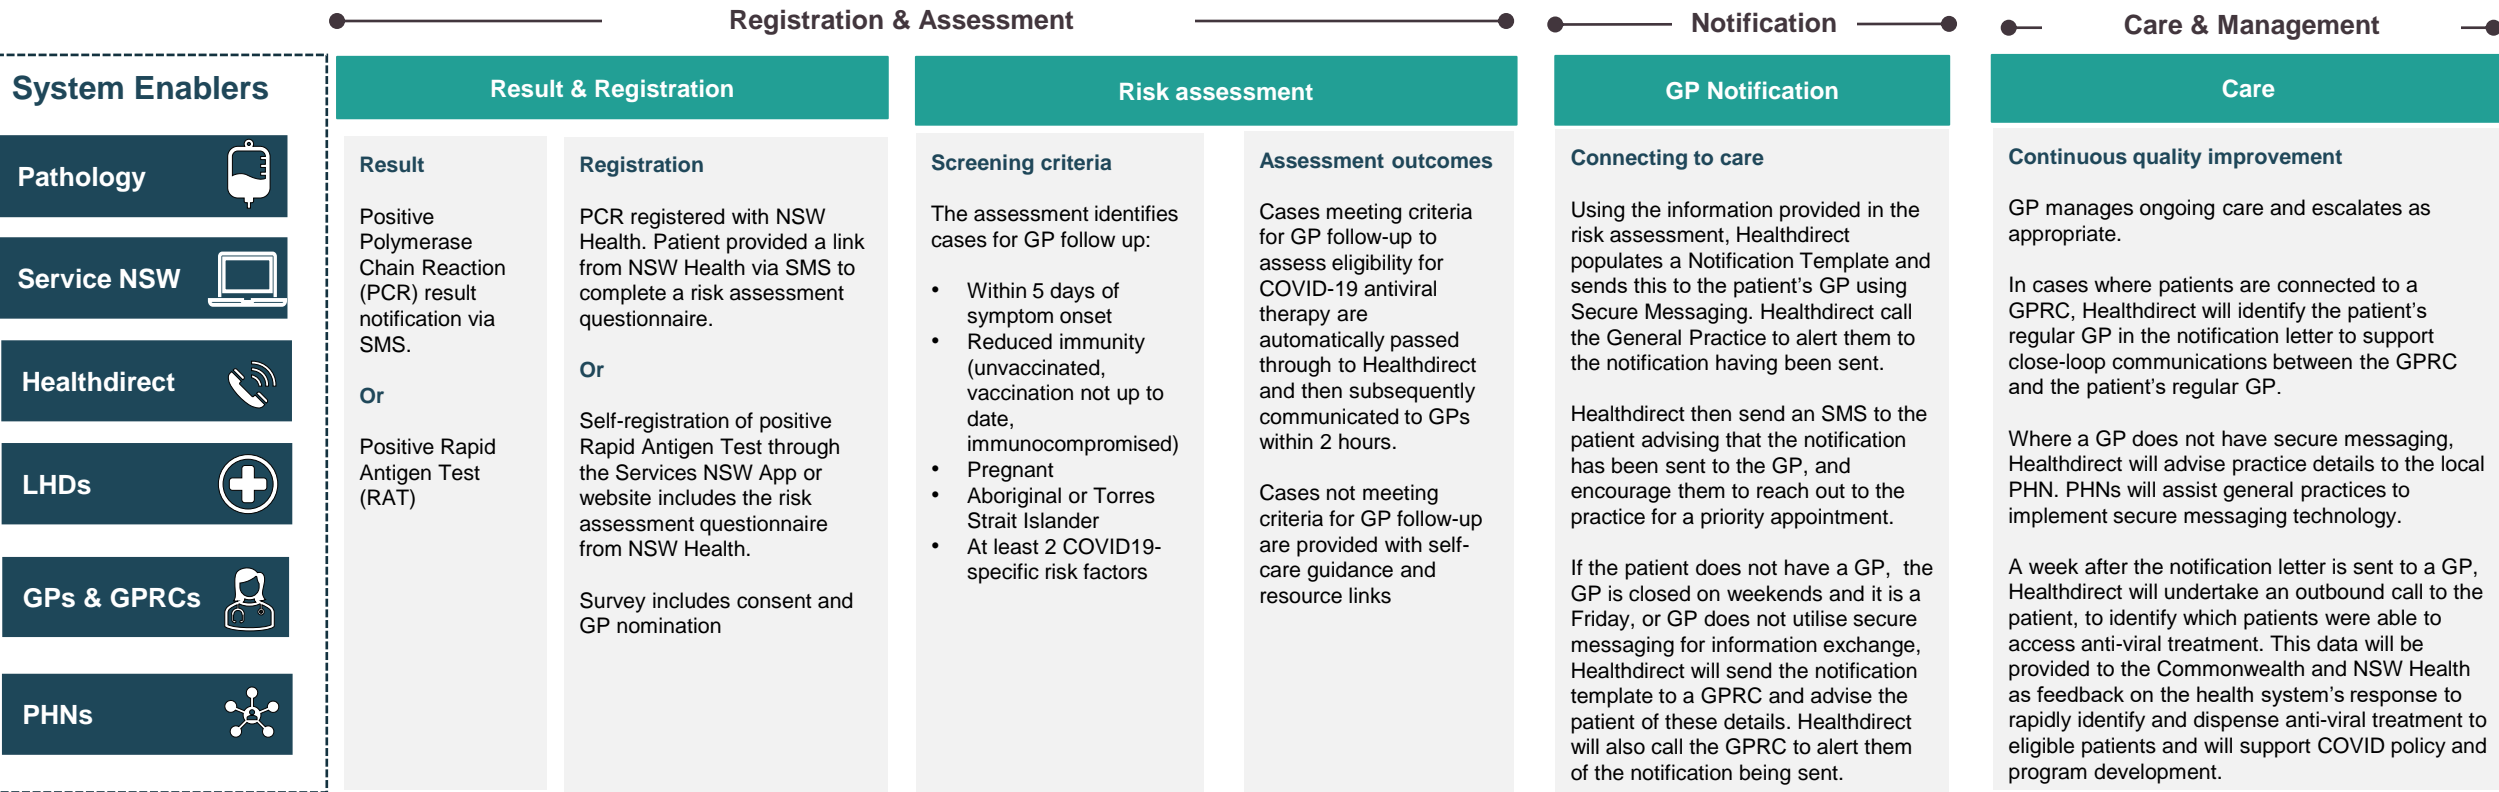 Registration & Assessment
Notification
Care & Management
System Enablers
Pathology
Service NSW
Healthdirect
LHDs
GPs & GPRCs
PHNs
Result & Registration
Result
Positive
Polymerase
Chain Reaction
(PCR) result
notification via
SMS.
Or
Positive Rapid
Antigen Test
(RAT)
Registration
PCR registered with NSW
Health. Patient provided a link
from NSW Health via SMS to
complete a risk assessment
questionnaire.
Or
Self-registration of positive
Rapid Antigen Test through
the Services NSW App or
website includes the risk
assessment questionnaire
from NSW Health.
Survey includes consent and
GP nomination
Risk assessment
Screening criteria
The assessment identifies
cases for GP follow up:
• Within 5 days of
symptom onset
• Reduced immunity
(unvaccinated,
vaccination not up to
date,
immunocompromised)
• Pregnant
• Aboriginal or Torres
Strait Islander
• At least 2 COVID19-
specific risk factors
Assessment outcomes
Cases meeting criteria
for GP follow-up to
assess eligibility for
COVID-19 antiviral
therapy are
automatically passed
through to Healthdirect
and then subsequently
communicated to GPs
within 2 hours.
Cases not meeting
criteria for GP follow-up
are provided with self-
care guidance and
resource links
GP Notification
Connecting to care
Using the information provided in the
risk assessment, Healthdirect
populates a Notification Template and
sends this to the patient's GP using
Secure Messaging. Healthdirect call
the General Practice to alert them to
the notification having been sent.
Healthdirect then send an SMS to the
patient advising that the notification
has been sent to the GP, and
encourage them to reach out to the
practice for a priority appointment.
If the patient does not have a GP,  the
GP is closed on weekends and it is a
Friday, or GP does not utilise secure
messaging for information exchange,
Healthdirect will send the notification
template to a GPRC and advise the
patient of these details. Healthdirect
will also call the GPRC to alert them
of the notification being sent.
Care
Continuous quality improvement
GP manages ongoing care and escalates as
appropriate.
In cases where patients are connected to a
GPRC, Healthdirect will identify the patient's
regular GP in the notification letter to support
close-loop communications between the GPRC
and the patient's regular GP.
Where a GP does not have secure messaging,
Healthdirect will advise practice details to the local
PHN. PHNs will assist general practices to
implement secure messaging technology.
A week after the notification letter is sent to a GP,
Healthdirect will undertake an outbound call to the
patient, to identify which patients were able to
access anti-viral treatment. This data will be
provided to the Commonwealth and NSW Health
as feedback on the health system's response to
rapidly identify and dispense anti-viral treatment to
eligible patients and will support COVID policy and
program development.